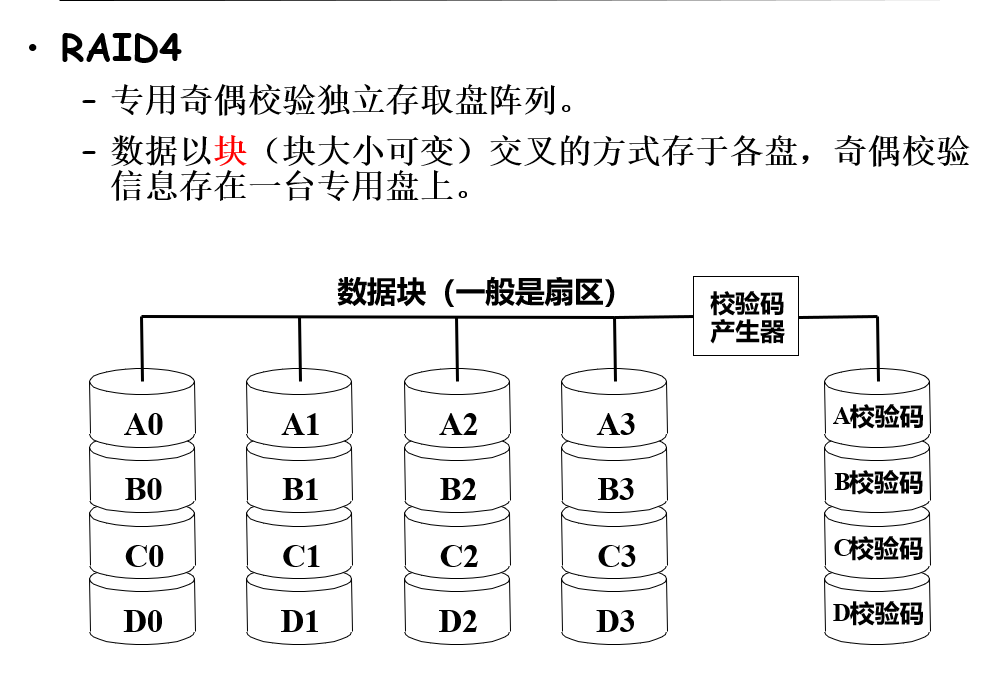 • RAID4
– 专用奇偶校验独立存取盘阵列。
– 数据以块（块大小可变）交叉的方式存于各盘，奇偶校验
信息存在一台专用盘上。
数据块（一般是扇区）
校验码
产生器
A0 A1 A2 A3 A校验码
B0 B1 B2 B3 B校验码
C0 C1 C2 C3 C校验码
D0 D1 D2 D3 D校验码